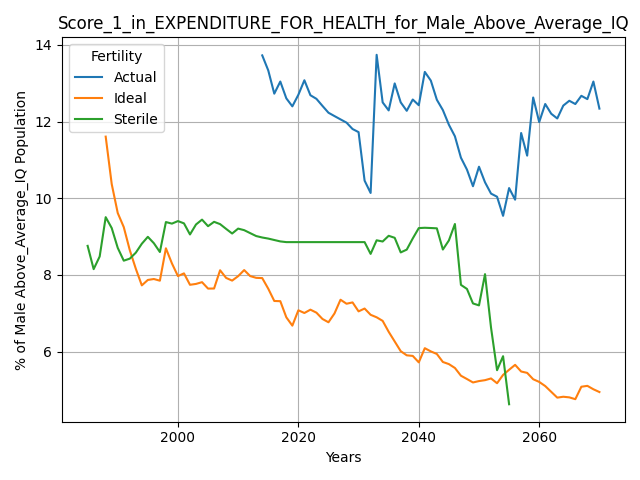 Score_1_in_EXPENDITURE_FOR_HEALTH_for_Male_Above_Average_IQ
Fertility
Actual
Ideal
Sterile
% of Male Above_Average_IQ Population
14
12
10
8
6
2000 2020 2040 2060
Years